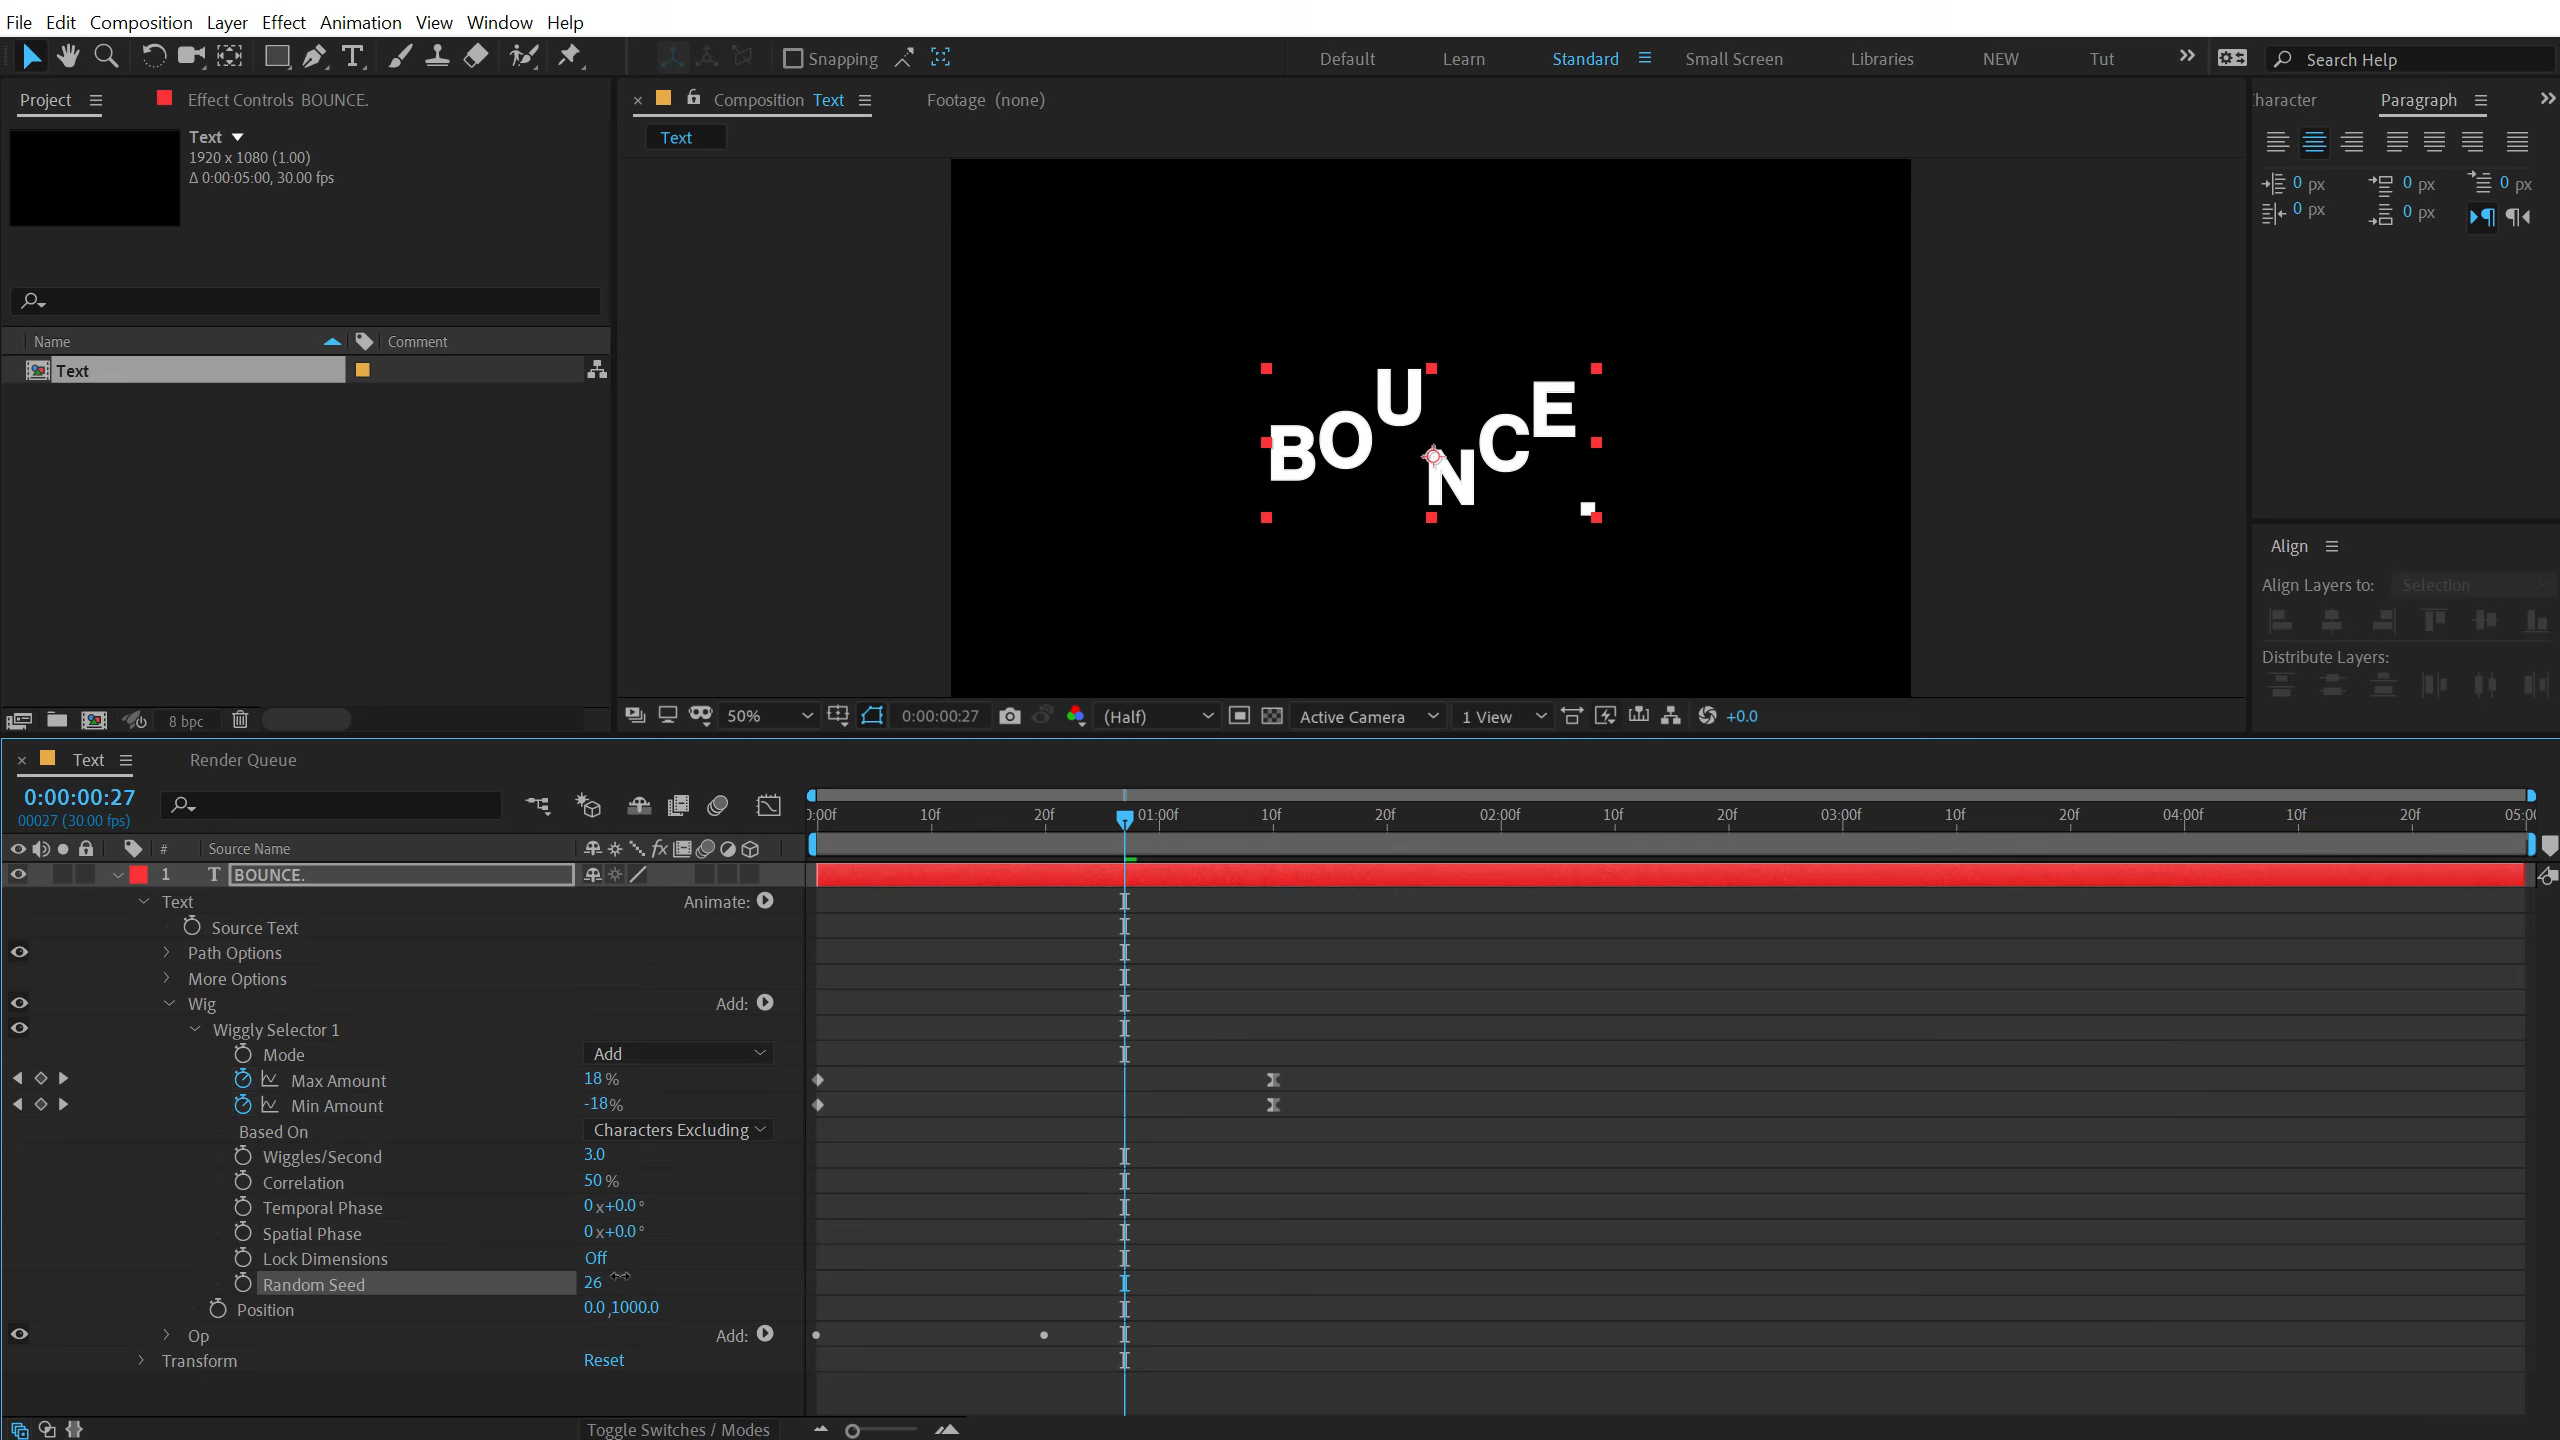 File Edit Composition Layer Effect Animation View Window Help
Snapping Default Learn Standard Small Screen Libraries NEW Tut Search Help
Project Effect Controls BOUNCE.
Text
1920 x 1080 (1.00)
Δ 0:00:05:00, 30.00 fps
Name Comment
Text
8 bpc
Composition Text Footage (none)
Text
BOUNCE.
50% 0:00:00:27 (Half) Active Camera 1 View +0.0
haracter Paragraph
0 px 0 px 0 px
0 px 0 px
Align
Align Layers to: Selection
Distribute Layers:
Text Render Queue
0:00:00:27
00027 (30.00 fps)
0:00f 10f 20f 01:00f 10f 20f 02:00f 10f 20f 03:00f 10f 20f 04:00f 10f 20f 05:00
# Source Name fx
1 T BOUNCE.
Text Animate:
Source Text
Path Options
More Options
Wig Add:
Wiggly Selector 1
Mode Add
Max Amount 18 %
Min Amount -18%
Based On Characters Excluding
Wiggles/Second 3.0
Correlation 50 %
Temporal Phase 0 x+0.0 °
Spatial Phase 0 x+0.0 °
Lock Dimensions Off
Random Seed 26
Position 0.0 ,1000.0
Op Add:
Transform Reset
Toggle Switches / Modes